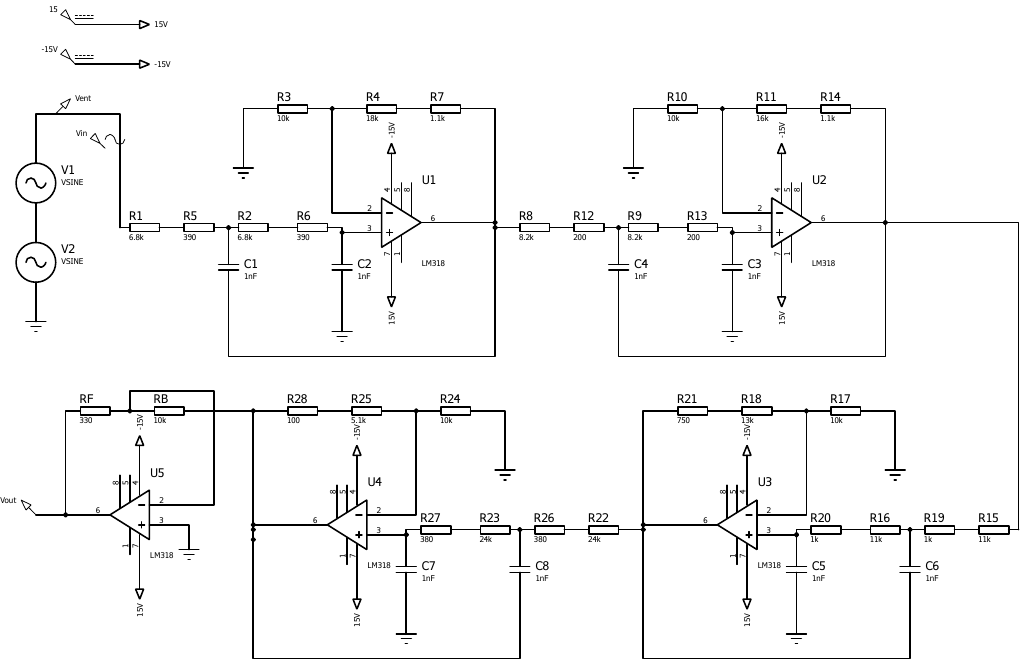 15
15V
-15V
-15V
Vent
Vin
V1
VSINE
V2
VSINE
R1
6.8k
R5
390
R2
6.8k
R6
390
C1
1nF
C2
1nF
R3
10k
R4
18k
R7
1.1k
-15V
4
5
8
U1
2
3
6
7
1
LM318
15V
R8
8.2k
R12
200
R9
8.2k
R13
200
C4
1nF
C3
1nF
R10
10k
R11
16k
R14
1.1k
-15V
4
5
8
U2
2
3
6
7
1
LM318
15V
RF
330
RB
10k
-15V
8
5
4
U5
2
3
6
1
7
LM318
15V
Vout
R28
100
R25
5.1k
R24
10k
-15V
8
5
4
U4
2
3
6
1
7
LM318
15V
R27
380
R23
24k
R26
380
R22
24k
C7
1nF
C8
1nF
R21
750
R18
13k
R17
10k
-15V
8
5
4
U3
2
3
6
1
7
LM318
15V
R20
1k
R16
11k
R19
1k
R15
11k
C5
1nF
C6
1nF